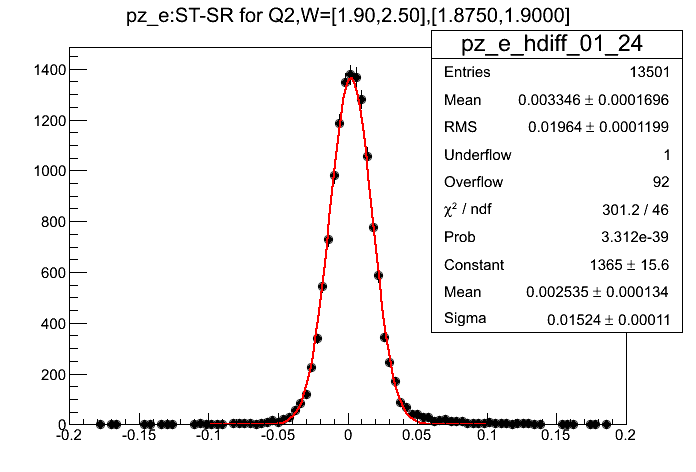 pz_e:ST-SR for Q2,W=[1.90,2.50],[1.8750,1.9000]
pz_e_hdiff_01_24
Entries 13501
Mean 0.003346 ± 0.0001696
RMS 0.01964 ± 0.0001199
Underflow 1
Overflow 92
χ² / ndf 301.2 / 46
Prob 3.312e-39
Constant 1365 ± 15.6
Mean 0.002535 ± 0.000134
Sigma 0.01524 ± 0.00011
1400
1200
1000
800
600
400
200
0
-0.2 -0.15 -0.1 -0.05 0 0.05 0.1 0.15 0.2